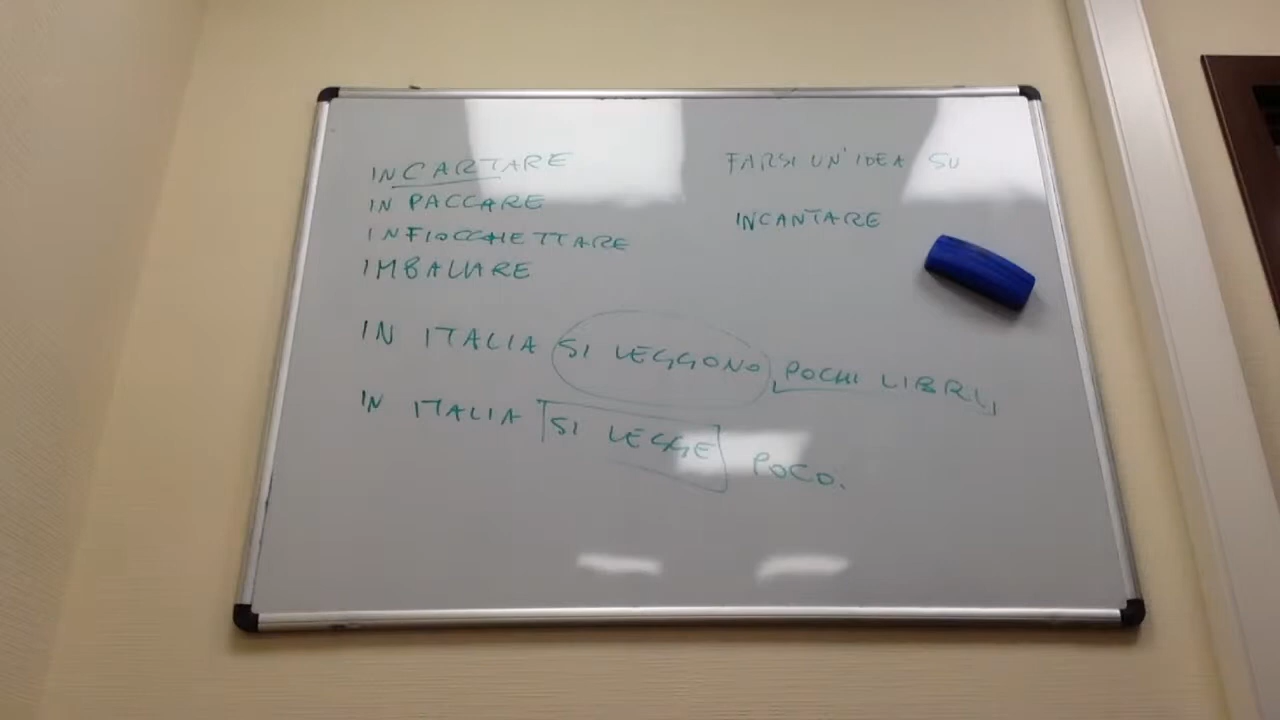 INCARTARE
IN PACCARE
INFIOCCHETTARE
IMBALLARE
FARSI UN'IDEA SU
INCANTARE
IN ITALIA SI LEGGONO POCHI LIBRI,
IN ITALIA SI LEGGE POCO.